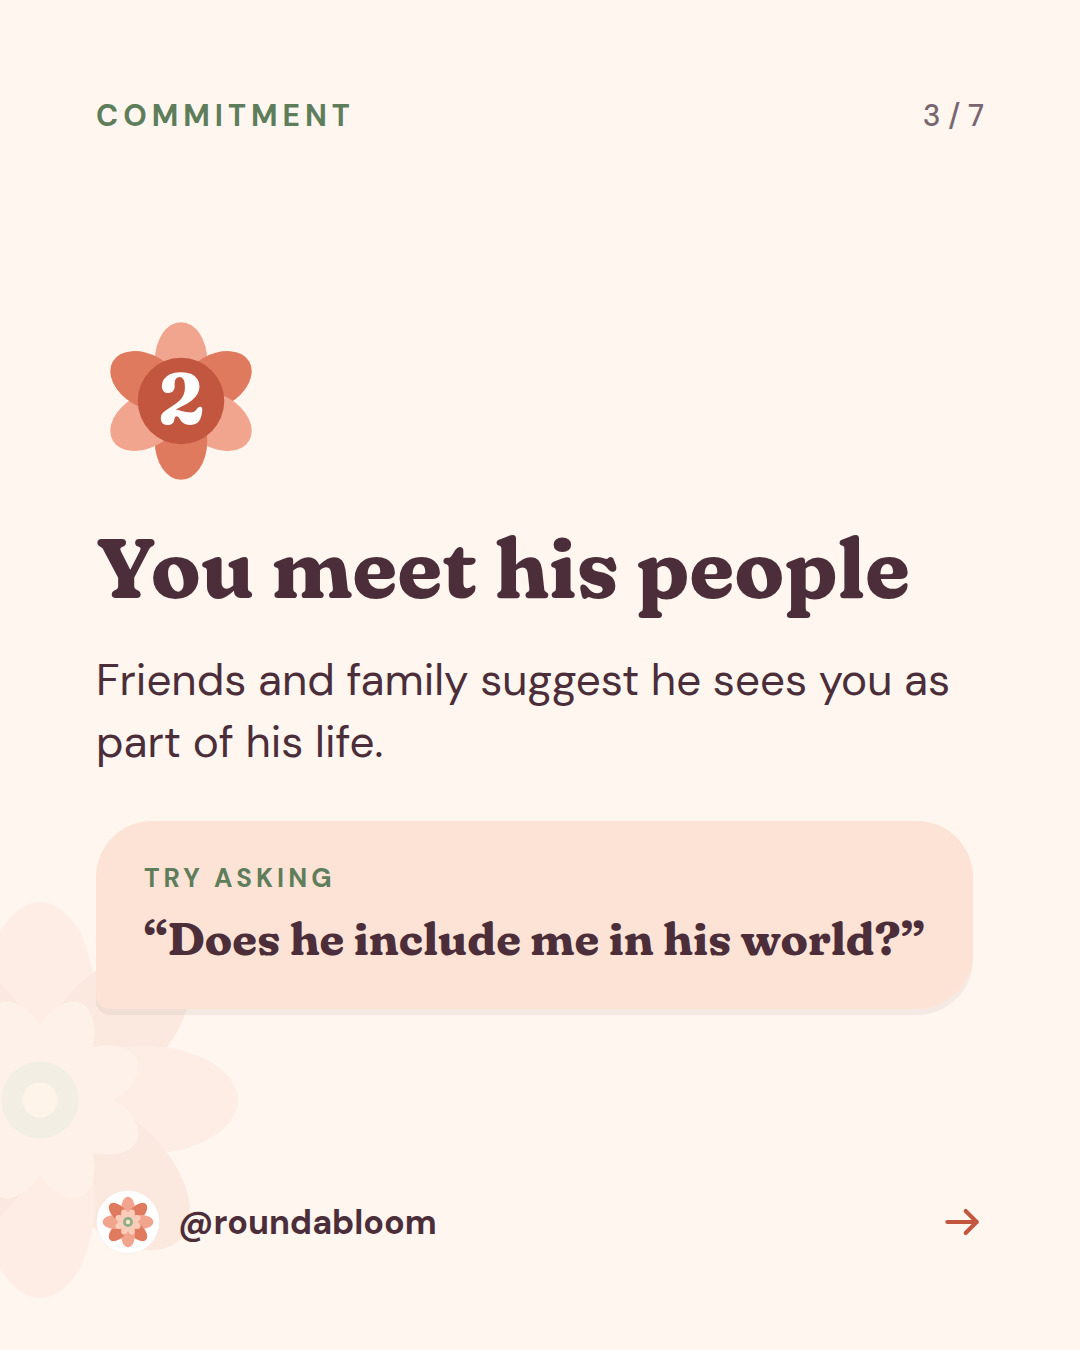 COMMITMENT
3 / 7
2
You meet his people
Friends and family suggest he sees you as
part of his life.
TRY ASKING
“Does he include me in his world?”
@roundabloom